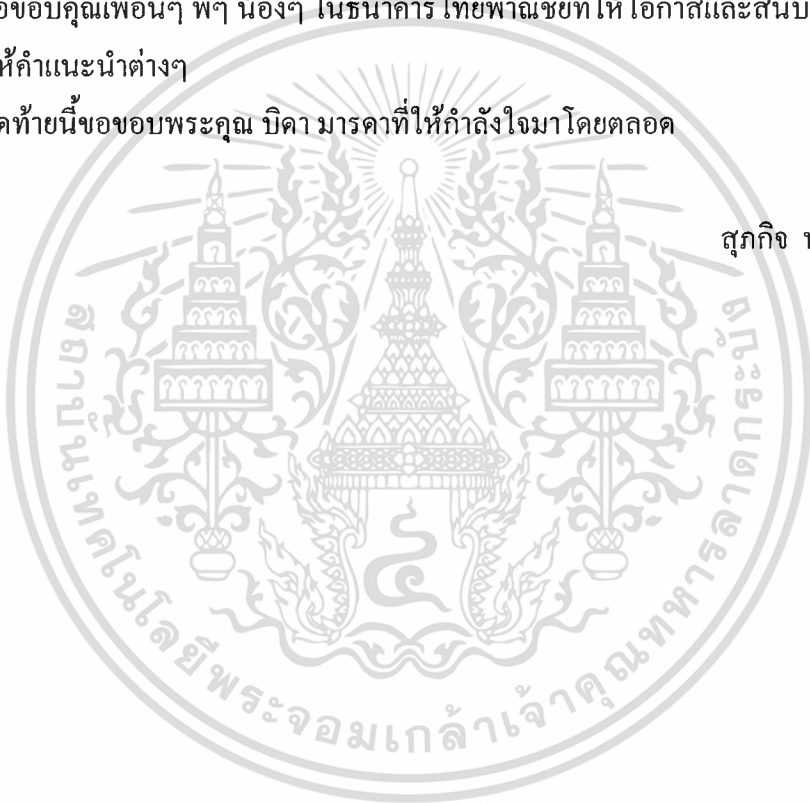 ขอขอบคุณเพื่อนๆ พี่ๆ น้องๆ ในธนาคารไทยพาณชย์ที่ให้โอกาสและสนับ
ห้คำแนะนำต่างๆ
ดท้ายนี้ขอขอบพระคุณ บิดา มารดาที่ให้กำลังใจมาโดยตลอด
สุภกิจ
สถาบันเทคโนโลยีพระจอมเกล้าเจ้าคุณทหารลาดกระบัง
๔